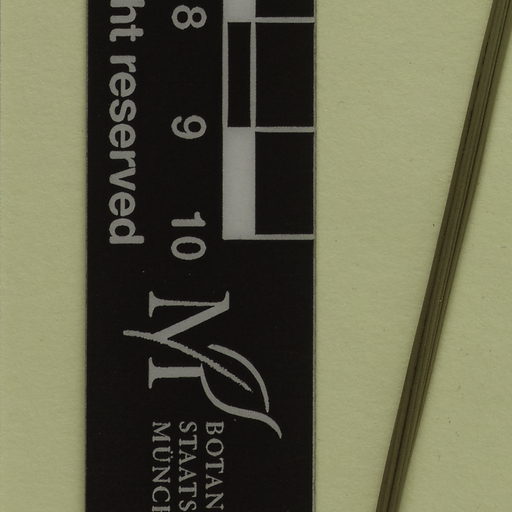 ht reserved
8 9 10
M
BOTAN
STAATS
MÜNCH